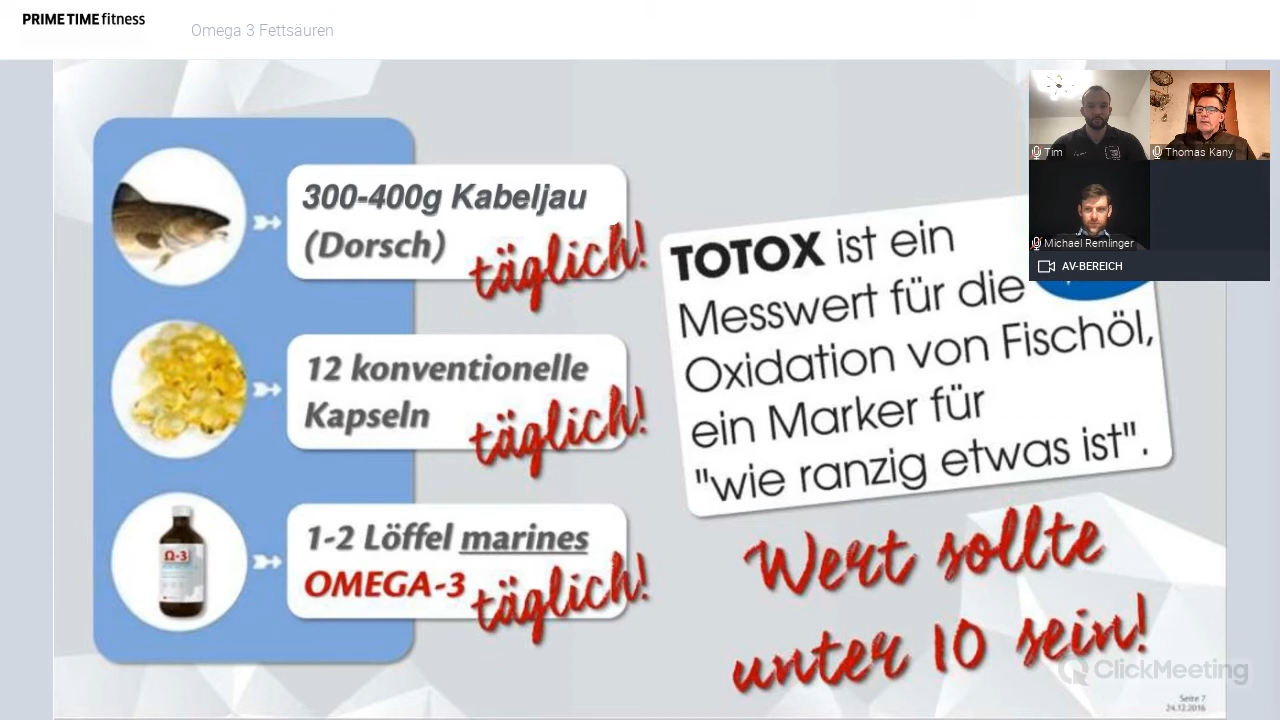 PRIME TIME fitness
Omega 3 Fettsäuren
300-400g Kabeljau
(Dorsch)
täglich!
12 konventionelle
Kapseln
täglich!
Ω-3
1-2 Löffel marines
OMEGA-3
täglich!
TOTOX ist ein
Messwert für die
Oxidation von Fischöl,
ein Marker für
"wie ranzig etwas ist".
Wert sollte
unter 10 sein!
Tim
Thomas Kany
Michael Remlinger
AV-BEREICH
ClickMeeting
Seite 7
24.12.2016